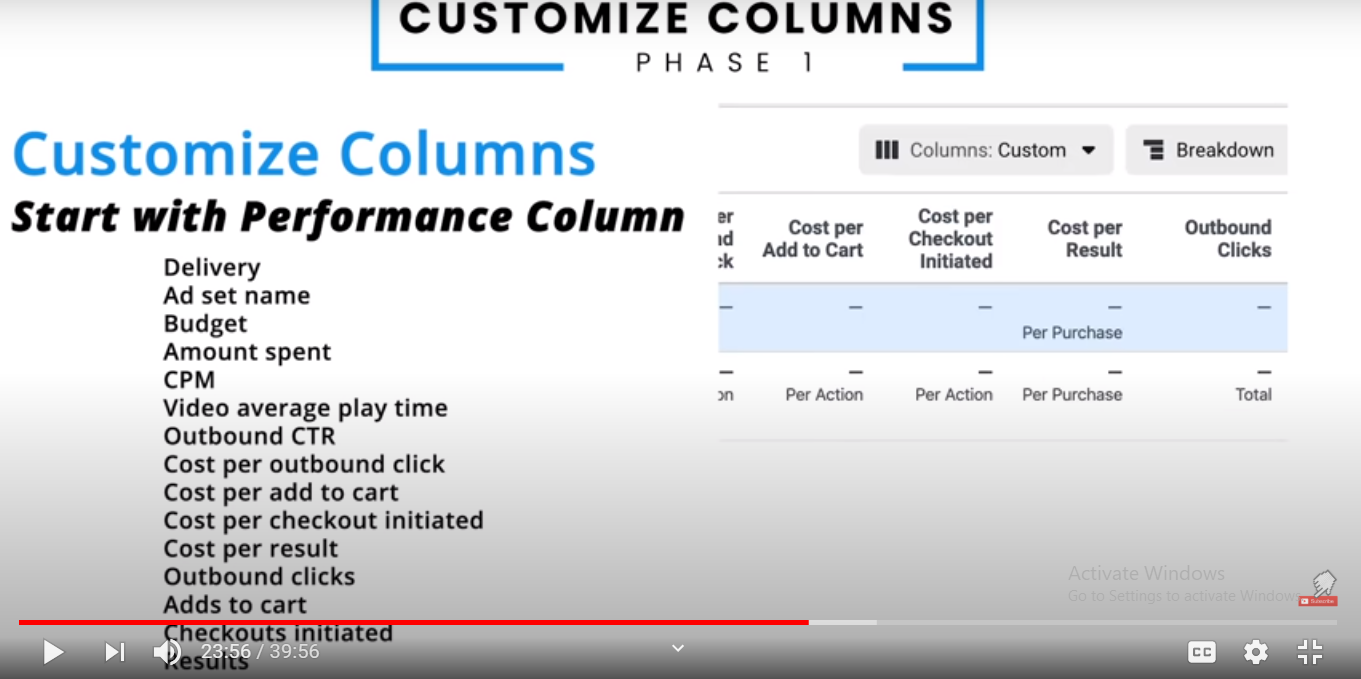 CUSTOMIZE COLUMNS
PHASE 1
Customize Columns
Start with Performance Column
Delivery
Ad set name
Budget
Amount spent
CPM
Video average play time
Outbound CTR
Cost per outbound click
Cost per add to cart
Cost per checkout initiated
Cost per result
Outbound clicks
Adds to cart
Checkouts initiated
Results
Columns: Custom
Breakdown
er
nd
ck
Cost per
Add to Cart
Cost per
Checkout
Initiated
Cost per
Result
Outbound
Clicks
— — — — —
Per Purchase
— — — — —
on Per Action Per Action Per Purchase Total
Activate Windows
Go to Settings to activate Windows
Subscribe
23:56 / 39:56
CC